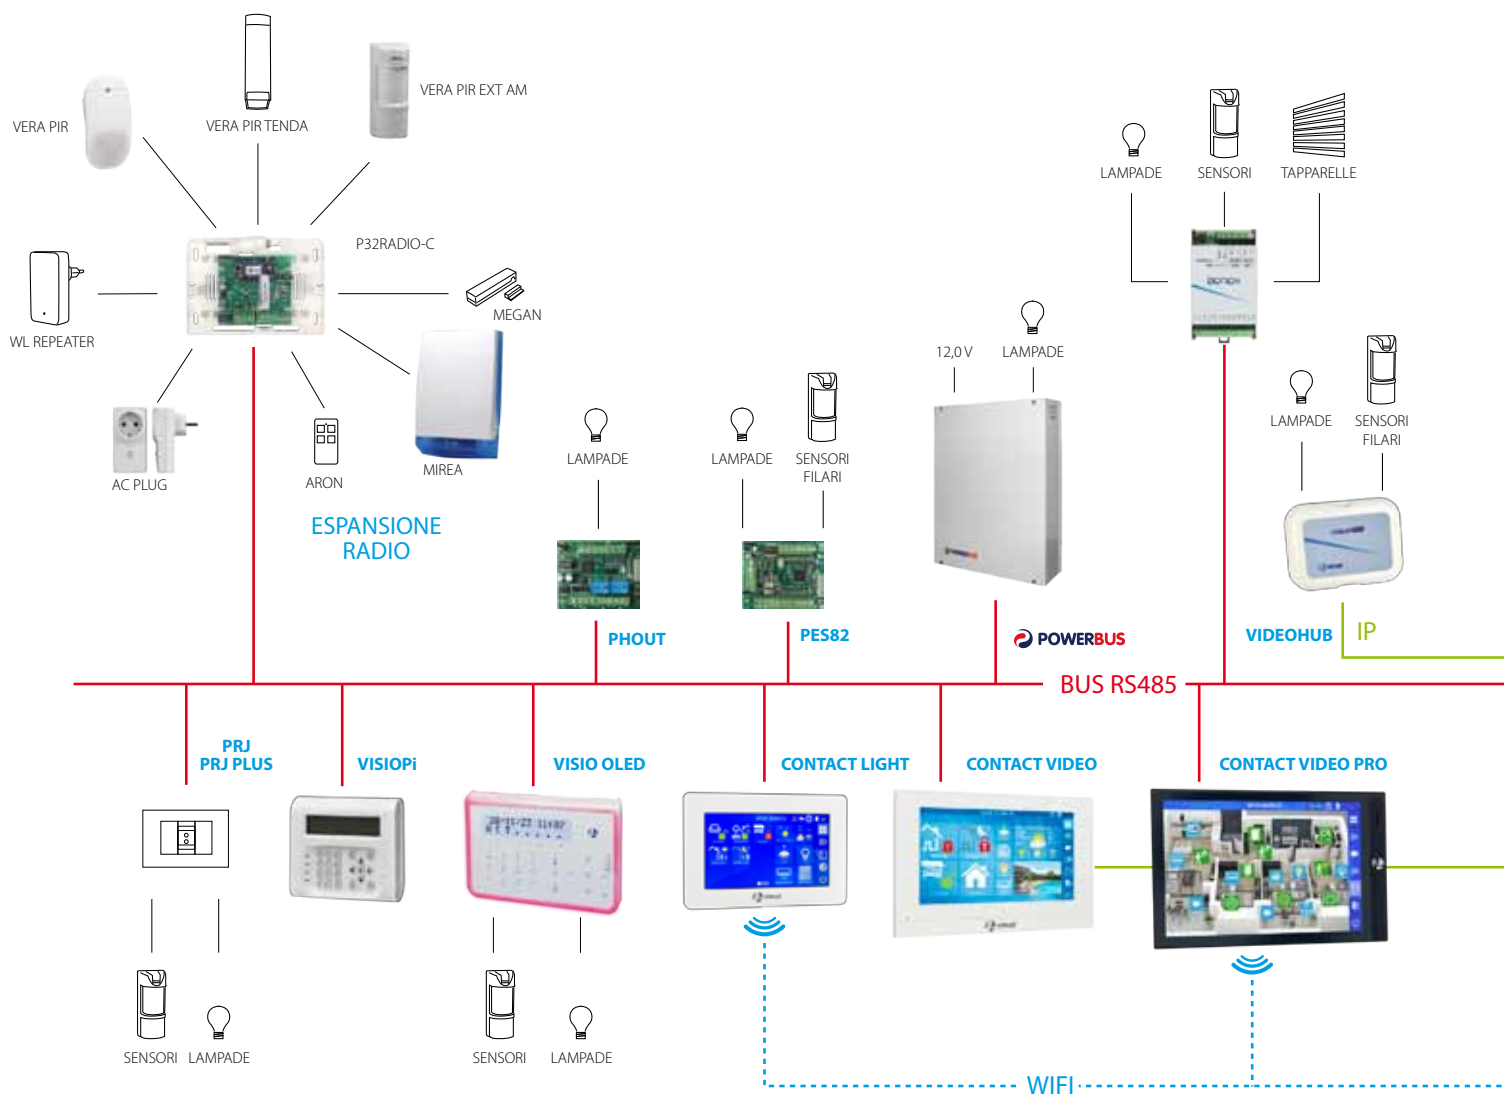 VERA PIR
VERA PIR TENDA
VERA PIR EXT AM
P32RADIO-C
WL REPEATER
MEGAN
AC PLUG
ARON
MIREA
ESPANSIONE
RADIO
LAMPADE
PHOUT
LAMPADE
SENSORI
FILARI
PES82
12,0 V
LAMPADE
POWERBUS
POWERBUS
LAMPADE
SENSORI
TAPPARELLE
LAMPADE
SENSORI
FILARI
VIDEOHUB
IP
BUS RS485
PRJ
PRJ PLUS
VISIOPi
VISIO OLED
CONTACT LIGHT
CONTACT VIDEO
CONTACT VIDEO PRO
SENSORI
LAMPADE
SENSORI
LAMPADE
WIFI